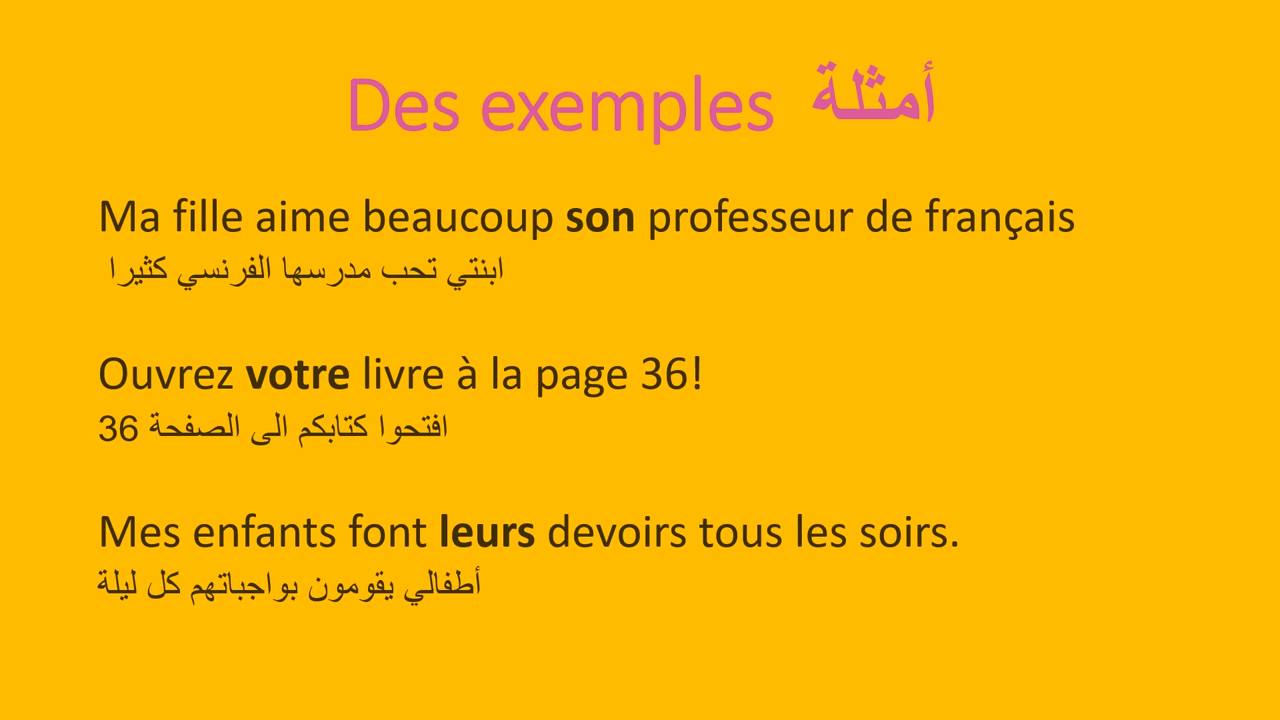 Des exemples أمثلة
Ma fille aime beaucoup son professeur de français
ابنتي تحب مدرسها الفرنسي كثيرا
Ouvrez votre livre à la page 36!
افتحوا كتابكم الى الصفحة 36
Mes enfants font leurs devoirs tous les soirs.
أطفالي يقومون بواجباتهم كل ليلة